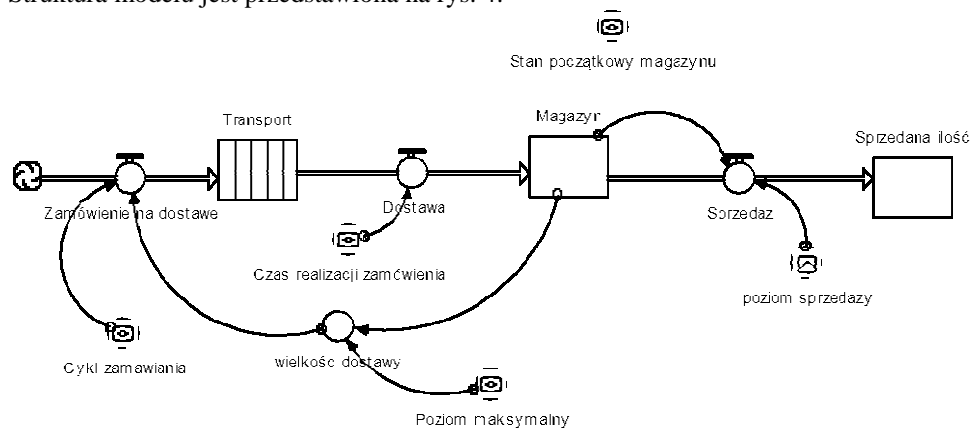 Struktura modelu jest przedstawiona na rys. 4.
Stan początkowy magazynu
Transport
Magazyn
Sprzedana ilość
Zamówienie na dostawe
Dostawa
Sprzedaz
Czas realizacji zamówienia
poziom sprzedazy
wielkośc dostawy
Cykl zamawiania
Poziom maksymalny